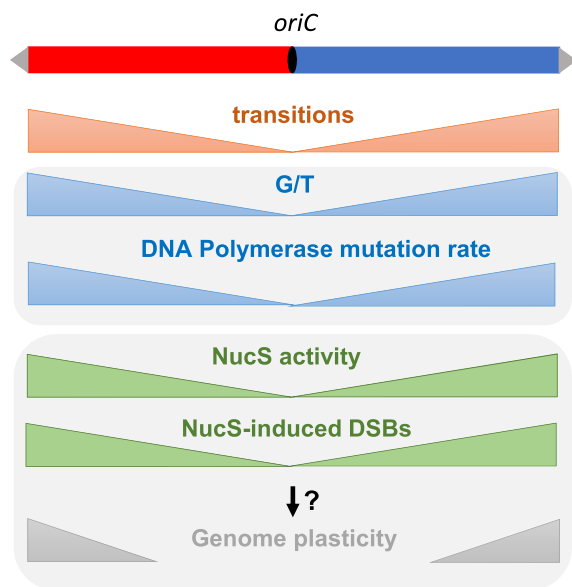 oriC
transitions
G/T
DNA Polymerase mutation rate
NucS activity
NucS-induced DSBs
?
Genome plasticity